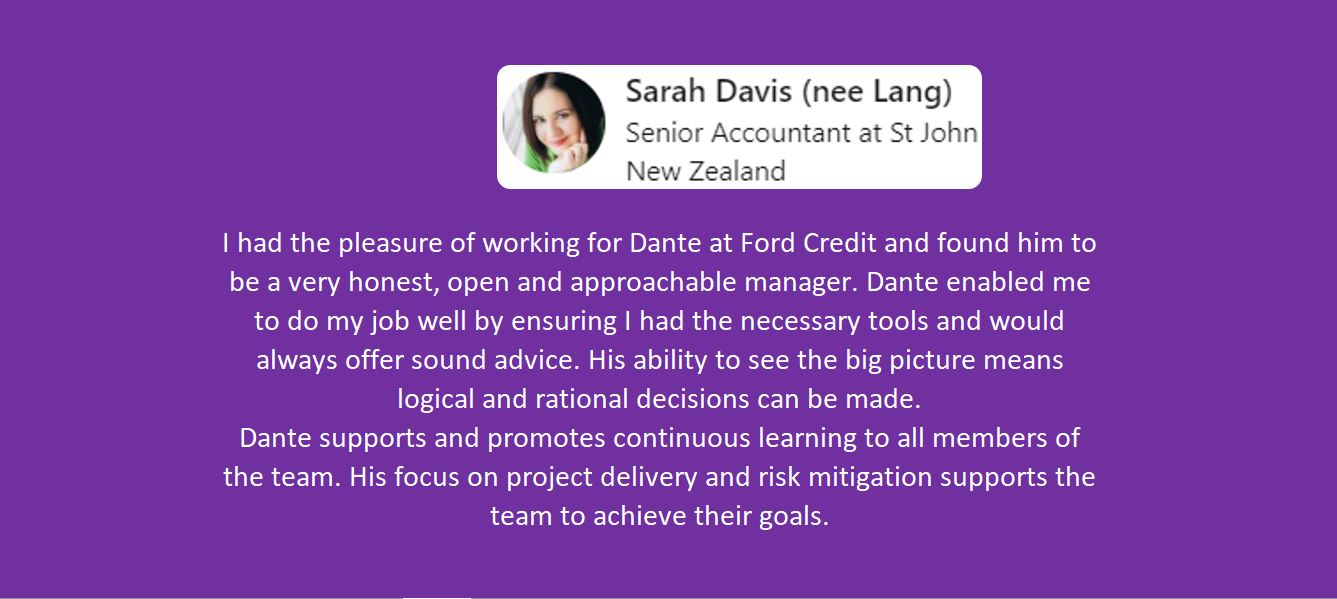 Sarah Davis (nee Lang)
Senior Accountant at St John
New Zealand
I had the pleasure of working for Dante at Ford Credit and found him to
be a very honest, open and approachable manager. Dante enabled me
to do my job well by ensuring I had the necessary tools and would
always offer sound advice. His ability to see the big picture means
logical and rational decisions can be made.
Dante supports and promotes continuous learning to all members of
the team. His focus on project delivery and risk mitigation supports the
team to achieve their goals.